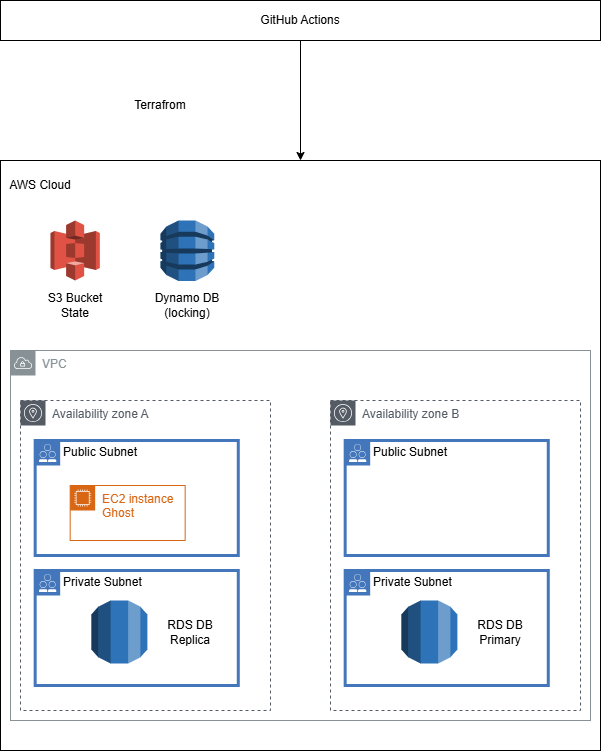 GitHub Actions
Terrafrom
AWS Cloud
S3 Bucket
State
Dynamo DB
(locking)
VPC
Availability zone A
Public Subnet
EC2 instance
Ghost
Private Subnet
RDS DB
Replica
Availability zone B
Public Subnet
Private Subnet
RDS DB
Primary